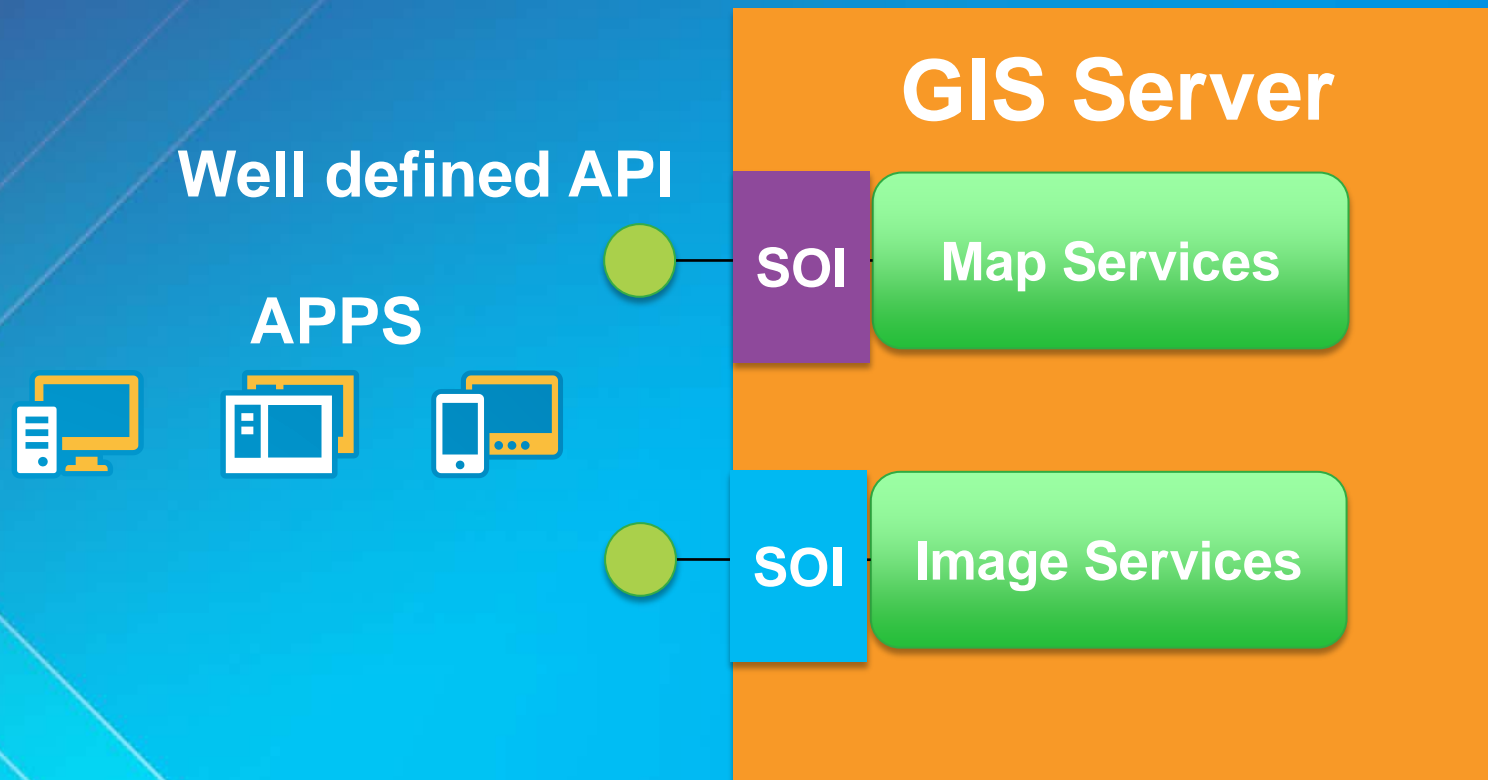 GIS Server
Well defined API
SOI
Map Services
APPS
SOI
Image Services